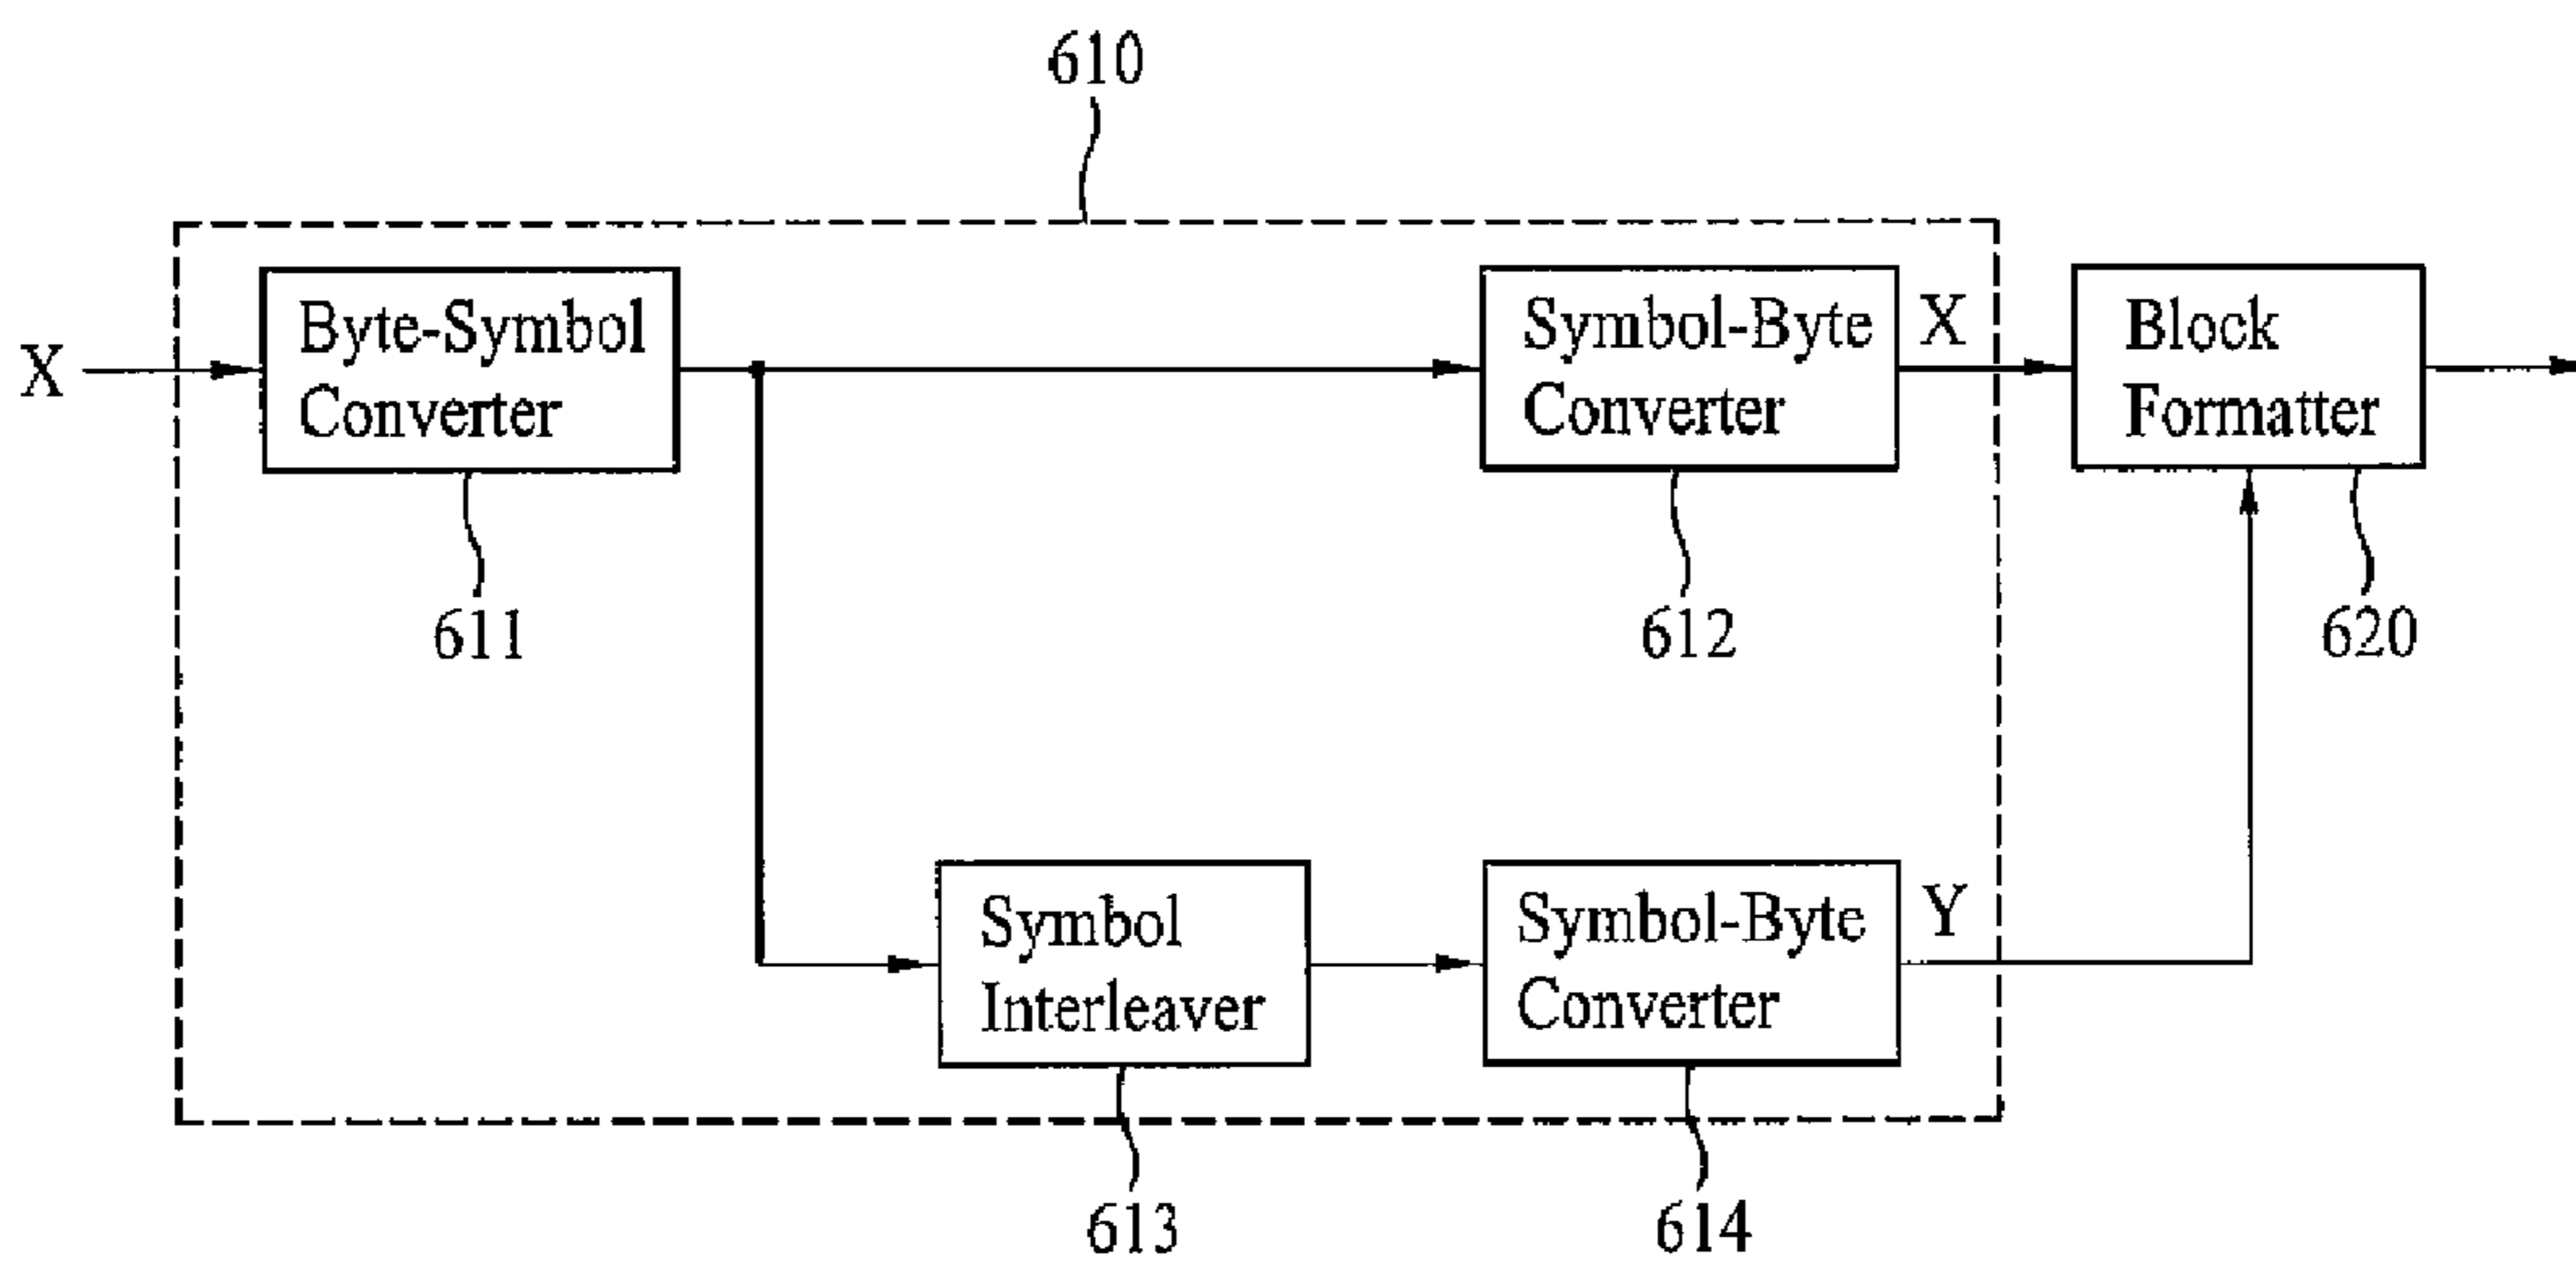 610
X
Byte-Symbol
Converter
611
Symbol-Byte
Converter
612
X
Block
Formatter
620
Symbol
Interleaver
613
Symbol-Byte
Converter
614
Y